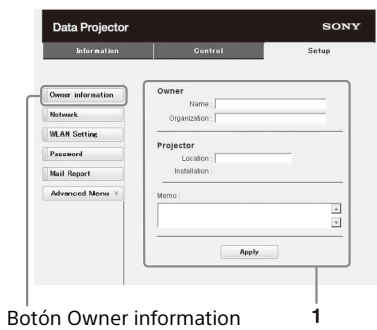 Data Projector SONY
Information Control Setup
Owner information
Network
WLAN Setting
Password
Mail Report
Advanced Menu
Owner
Name :
Organization :
Projector
Location :
Installation :
Memo :
Apply
Botón Owner information 1